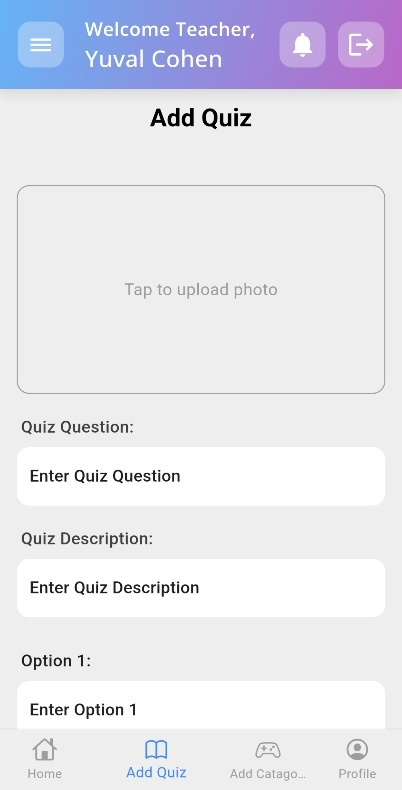 Welcome Teacher,
Yuval Cohen
Add Quiz
Tap to upload photo
Quiz Question:
Enter Quiz Question
Quiz Description:
Enter Quiz Description
Option 1:
Enter Option 1
Home
Add Quiz
Add Catago...
Profile